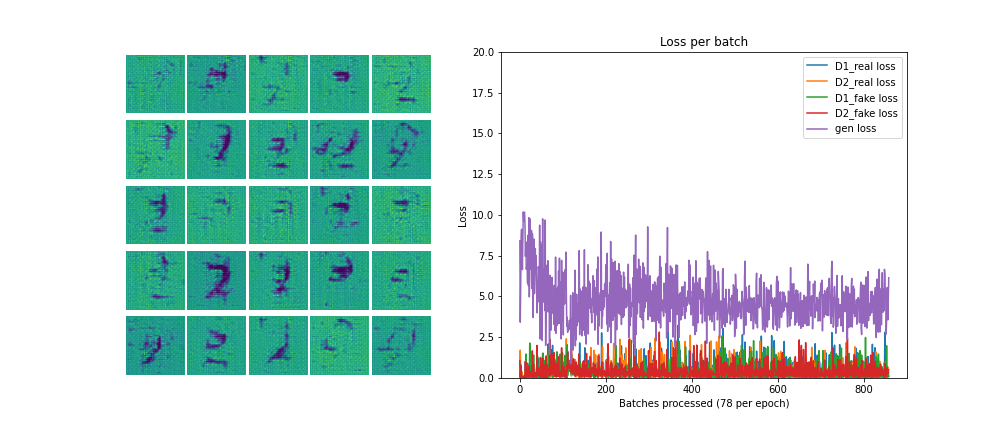 Loss per batch
20.0
17.5
15.0
12.5
10.0
7.5
5.0
2.5
0.0
Loss
D1_real loss
D2_real loss
D1_fake loss
D2_fake loss
gen loss
0 200 400 600 800
Batches processed (78 per epoch)